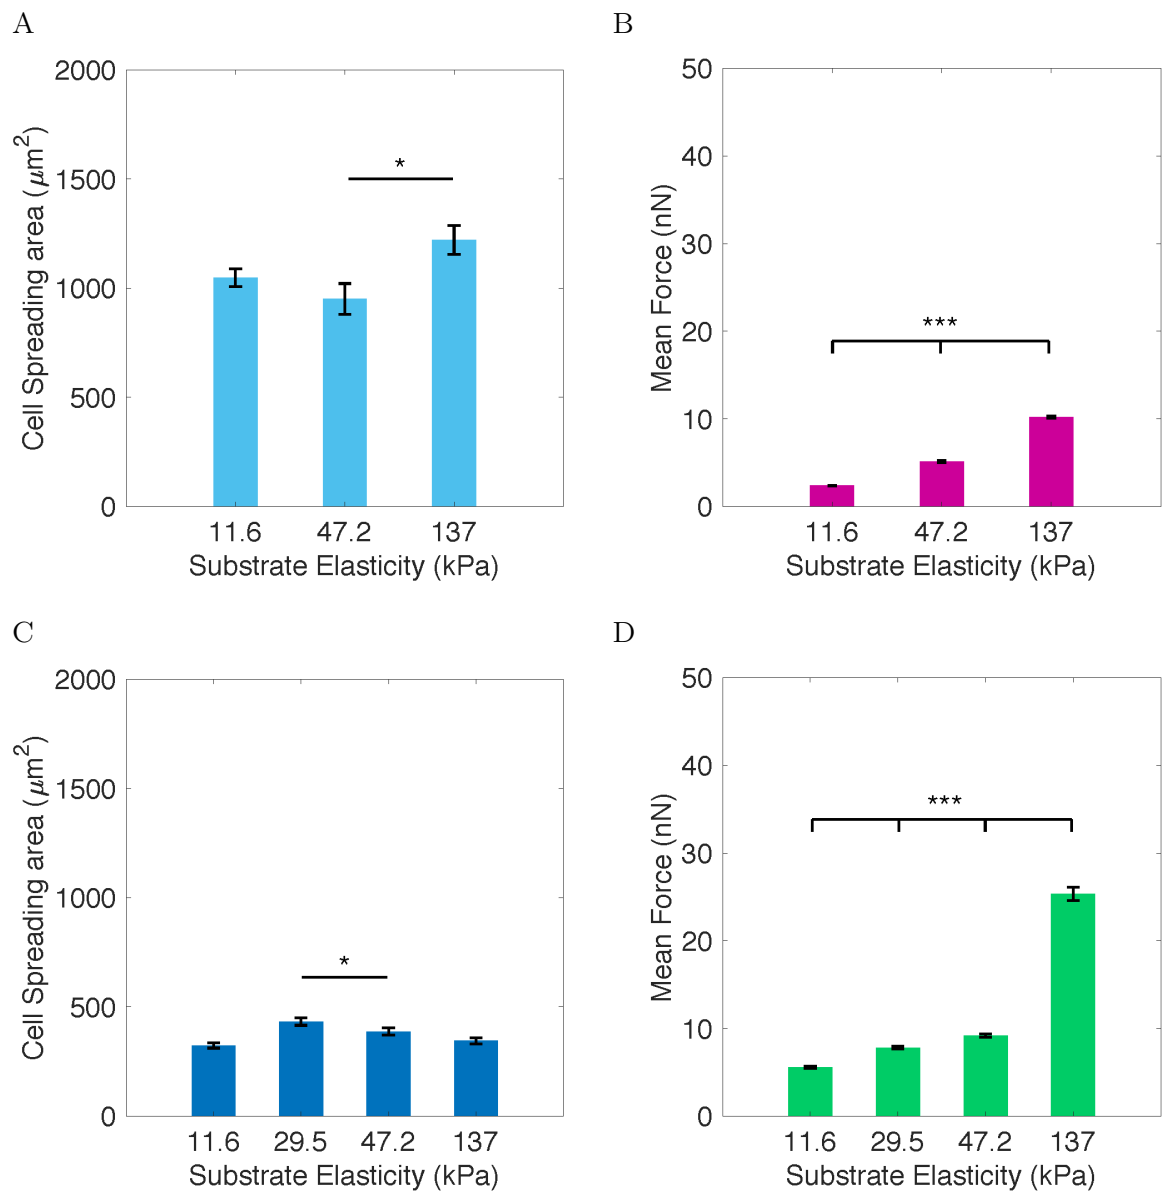 A
2000
1500
1000
500
0
Cell Spreading area (μm²)
*
11.6 47.2 137
Substrate Elasticity (kPa)
B
50
40
30
20
10
0
Mean Force (nN)
***
11.6 47.2 137
Substrate Elasticity (kPa)
C
2000
1500
1000
500
0
Cell Spreading area (μm²)
*
11.6 29.5 47.2 137
Substrate Elasticity (kPa)
D
50
40
30
20
10
0
Mean Force (nN)
***
11.6 29.5 47.2 137
Substrate Elasticity (kPa)